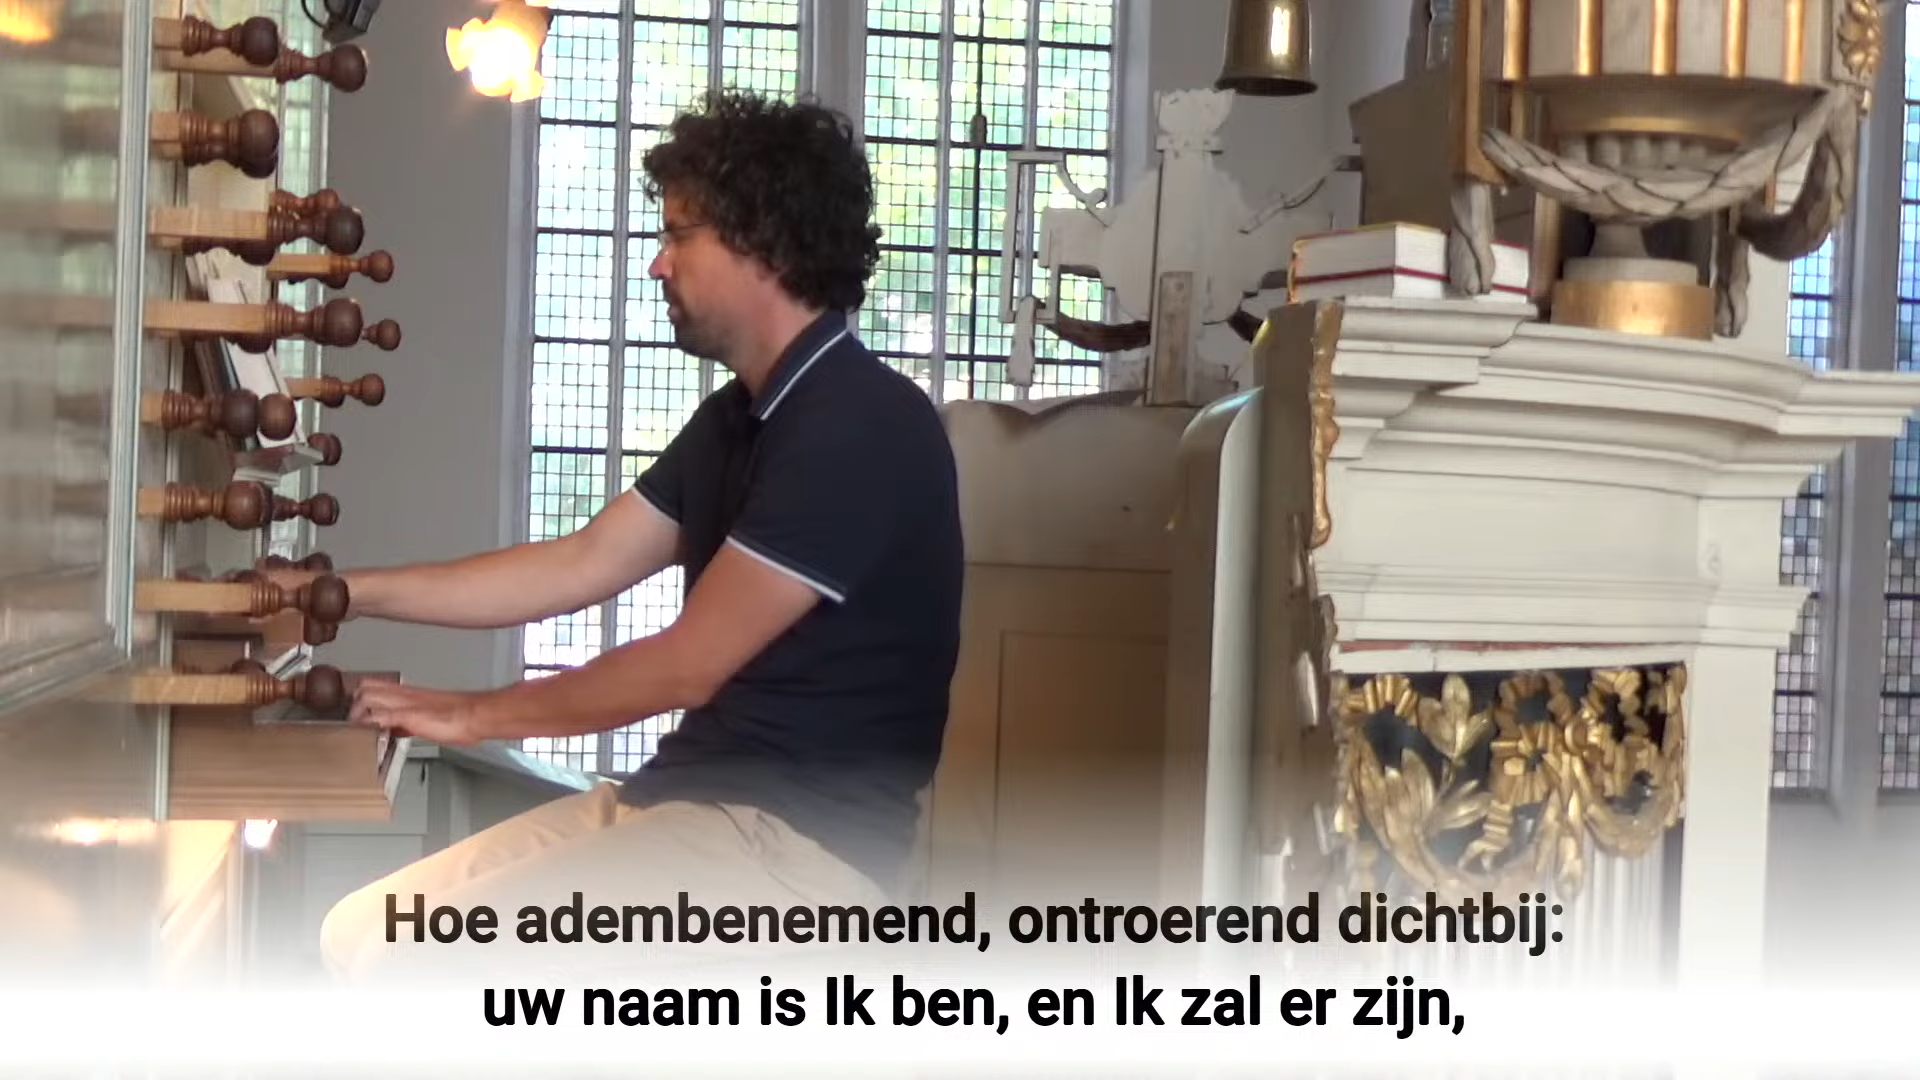 Hoe adembenemend, ontroerend dichtbij:
uw naam is Ik ben, en Ik zal er zijn,